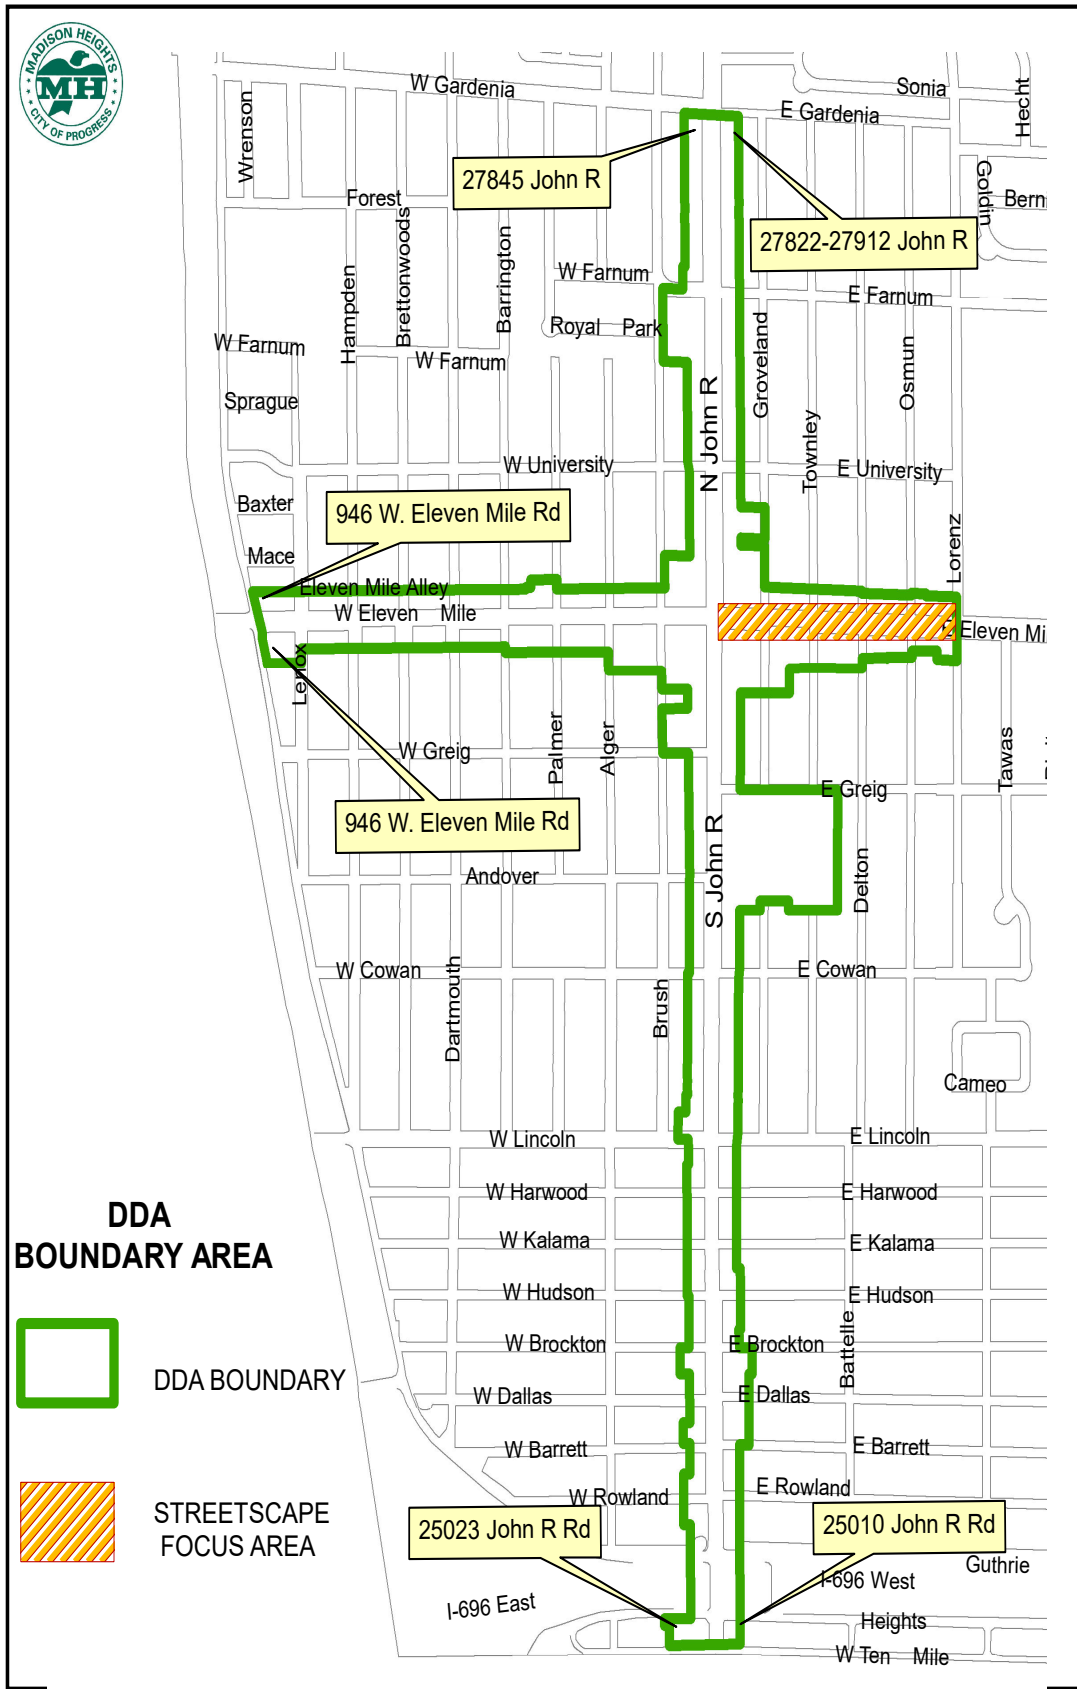 MADISON HEIGHTS
MH
CITY OF PROGRESS
W Gardenia
Sonia
E Gardenia
Hecht
Wrenson
27845 John R
Goldin
Forest
Bern
Brettonwoods
27822-27912 John R
Barrington
W Farnum
Hampden
E Farnum
Royal Park
Groveland
W Farnum
W Farnum
Osmun
N John R
Sprague
Townley
W University
E University
Baxter
946 W. Eleven Mile Rd
Lorenz
Mace
Eleven Mile Alley
W Eleven Mile
E Eleven Mi
Lenox
Palmer
Alger
W Greig
Tawas
E Greig
946 W. Eleven Mile Rd
S John R
Andover
Delton
W Cowan
E Cowan
Dartmouth
Brush
Cameo
W Lincoln
E Lincoln
W Harwood
E Harwood
DDA
BOUNDARY AREA
W Kalama
E Kalama
W Hudson
E Hudson
W Brockton
E Brockton
Battelle
DDA BOUNDARY
W Dallas
E Dallas
W Barrett
E Barrett
W Rowland
E Rowland
STREETSCAPE
FOCUS AREA
25023 John R Rd
25010 John R Rd
Guthrie
I-696 West
I-696 East
Heights
W Ten Mile